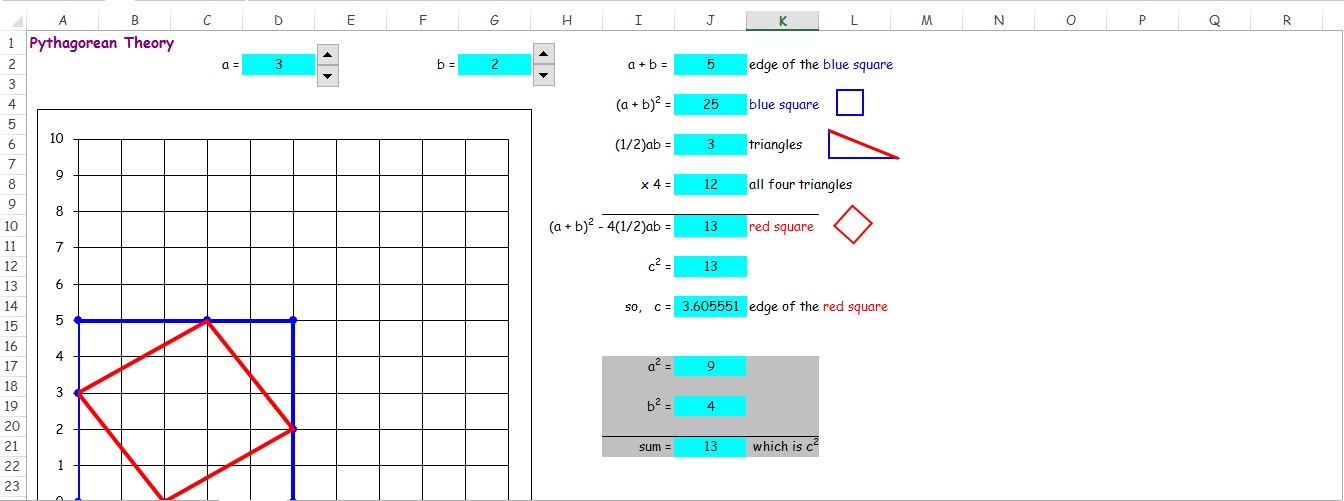 A B C D E F G H I J K L M N O P Q R
1 Pythagorean Theory
2 a = 3 b = 2 a + b = 5 edge of the blue square
3
4 (a + b)² = 25 blue square
5
6 10 (1/2)ab = 3 triangles
7 9
8 x 4 = 12 all four triangles
9 8
10 (a + b)² - 4(1/2)ab = 13 red square
11 7
12 c² = 13
13 6
14 so, c = 3.605551 edge of the red square
15 5
16 4
17 a² = 9
18 3
19 b² = 4
20 2
21 sum = 13 which is c²
22 1
23 0